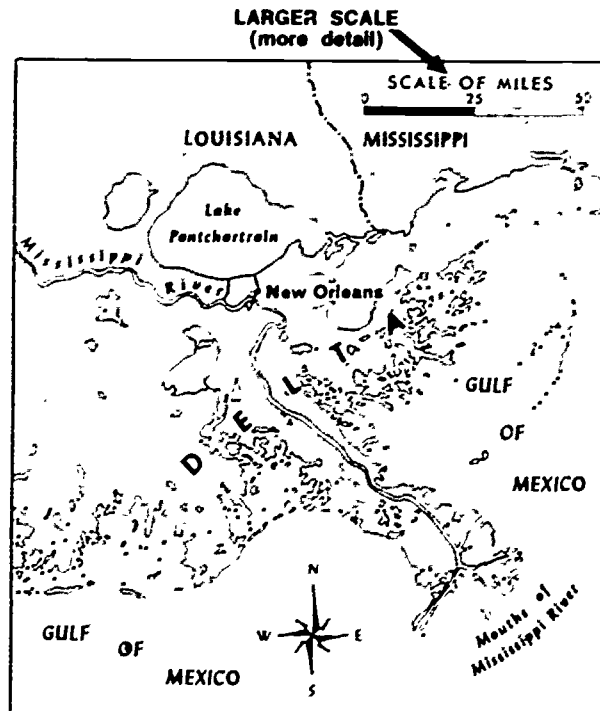 LARGER SCALE
(more detail)
SCALE OF MILES
0 25 50
LOUISIANA MISSISSIPPI
Lake
Pontchartrain
Mississippi River
New Orleans
DELTA
GULF
OF
MEXICO
Mouths of
Mississippi River
N
W E
S
GULF
OF
MEXICO